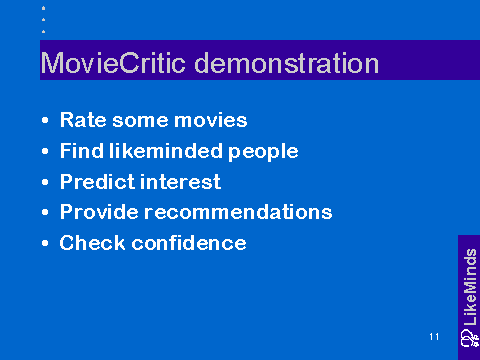 MovieCritic demonstration
• Rate some movies
• Find likeminded people
• Predict interest
• Provide recommendations
• Check confidence
LikeMinds
11